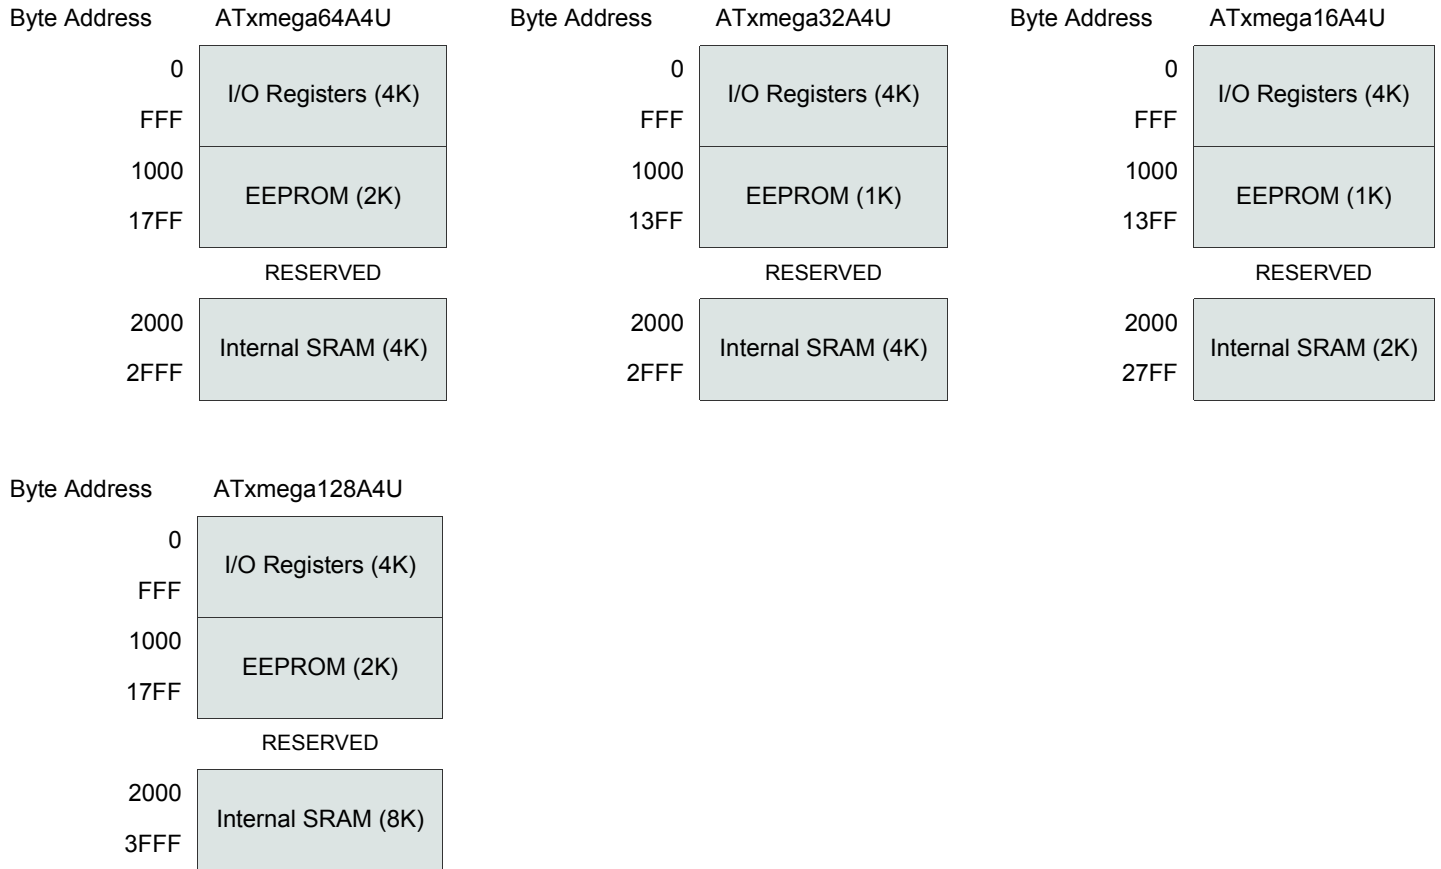 Byte Address ATxmega64A4U
0
I/O Registers (4K)
FFF
1000
EEPROM (2K)
17FF
RESERVED
2000
Internal SRAM (4K)
2FFF
Byte Address ATxmega32A4U
0
I/O Registers (4K)
FFF
1000
EEPROM (1K)
13FF
RESERVED
2000
Internal SRAM (4K)
2FFF
Byte Address ATxmega16A4U
0
I/O Registers (4K)
FFF
1000
EEPROM (1K)
13FF
RESERVED
2000
Internal SRAM (2K)
27FF
Byte Address ATxmega128A4U
0
I/O Registers (4K)
FFF
1000
EEPROM (2K)
17FF
RESERVED
2000
Internal SRAM (8K)
3FFF